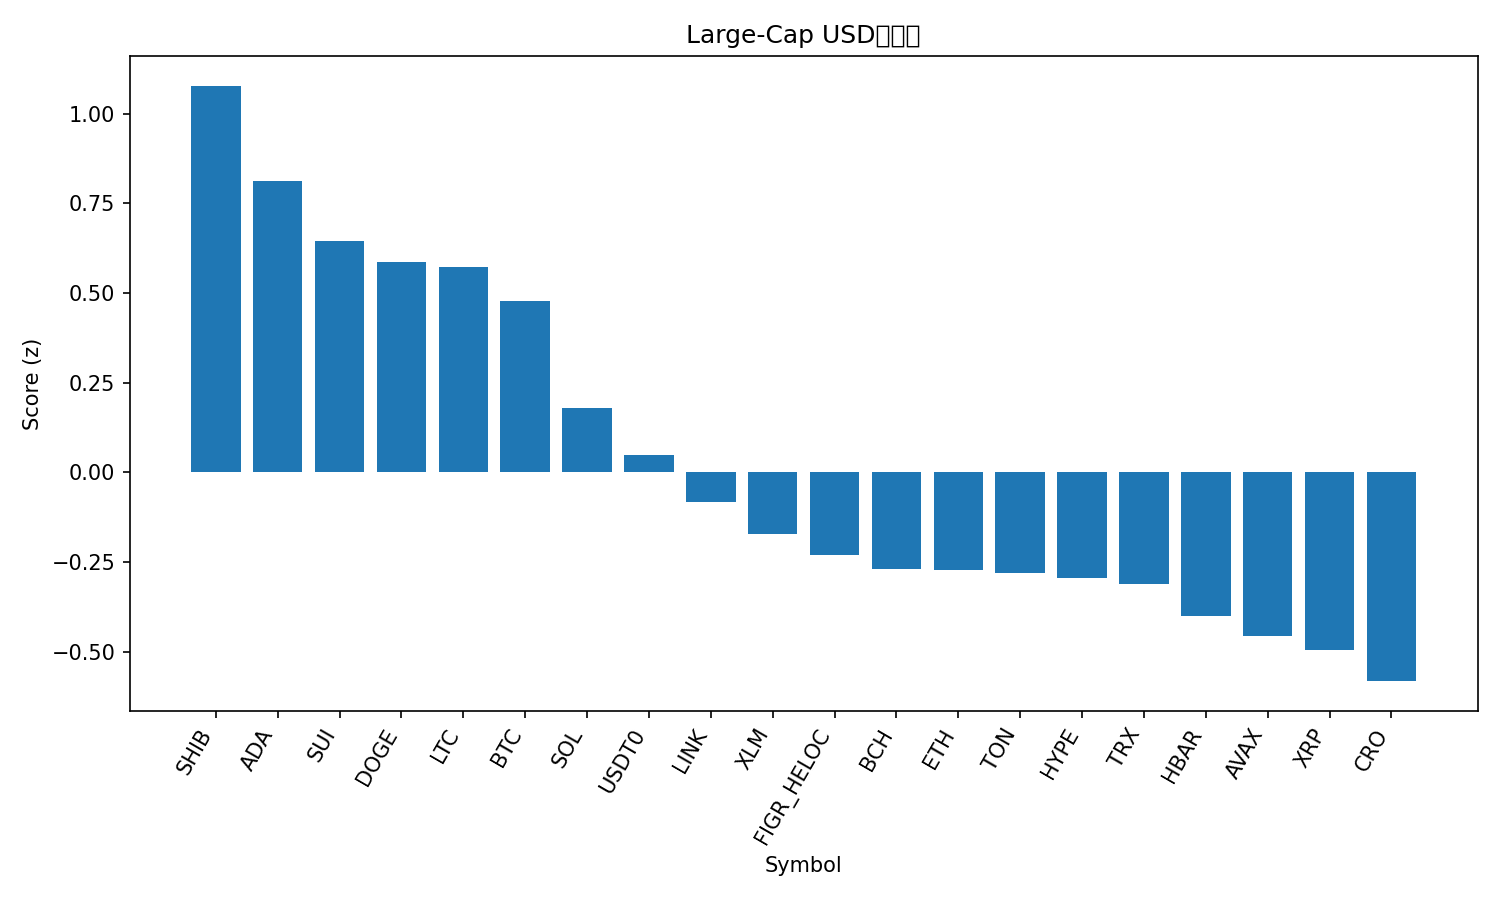 Large-Cap USD
1.00
0.75
0.50
0.25
0.00
−0.25
−0.50
Score (z)
SHIB
ADA
SUI
DOGE
LTC
BTC
SOL
USDT0
LINK
XLM
FIGR_HELOC
BCH
ETH
TON
HYPE
TRX
HBAR
AVAX
XRP
CRO
Symbol